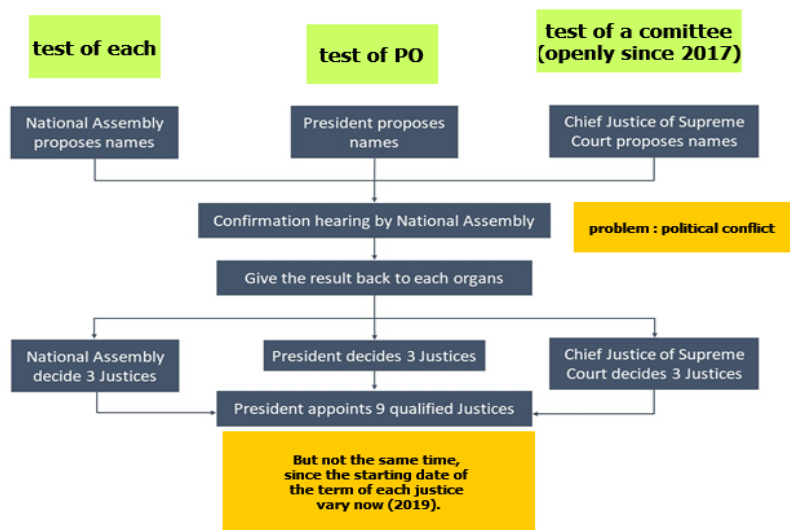 test of each
test of PO
test of a comittee
(openly since 2017)
National Assembly
proposes names
President proposes
names
Chief Justice of Supreme
Court proposes names
Confirmation hearing by National Assembly
problem : political conflict
Give the result back to each organs
National Assembly
decide 3 Justices
President decides 3 Justices
Chief Justice of Supreme
Court decides 3 Justices
President appoints 9 qualified Justices
But not the same time,
since the starting date of
the term of each justice
vary now (2019).